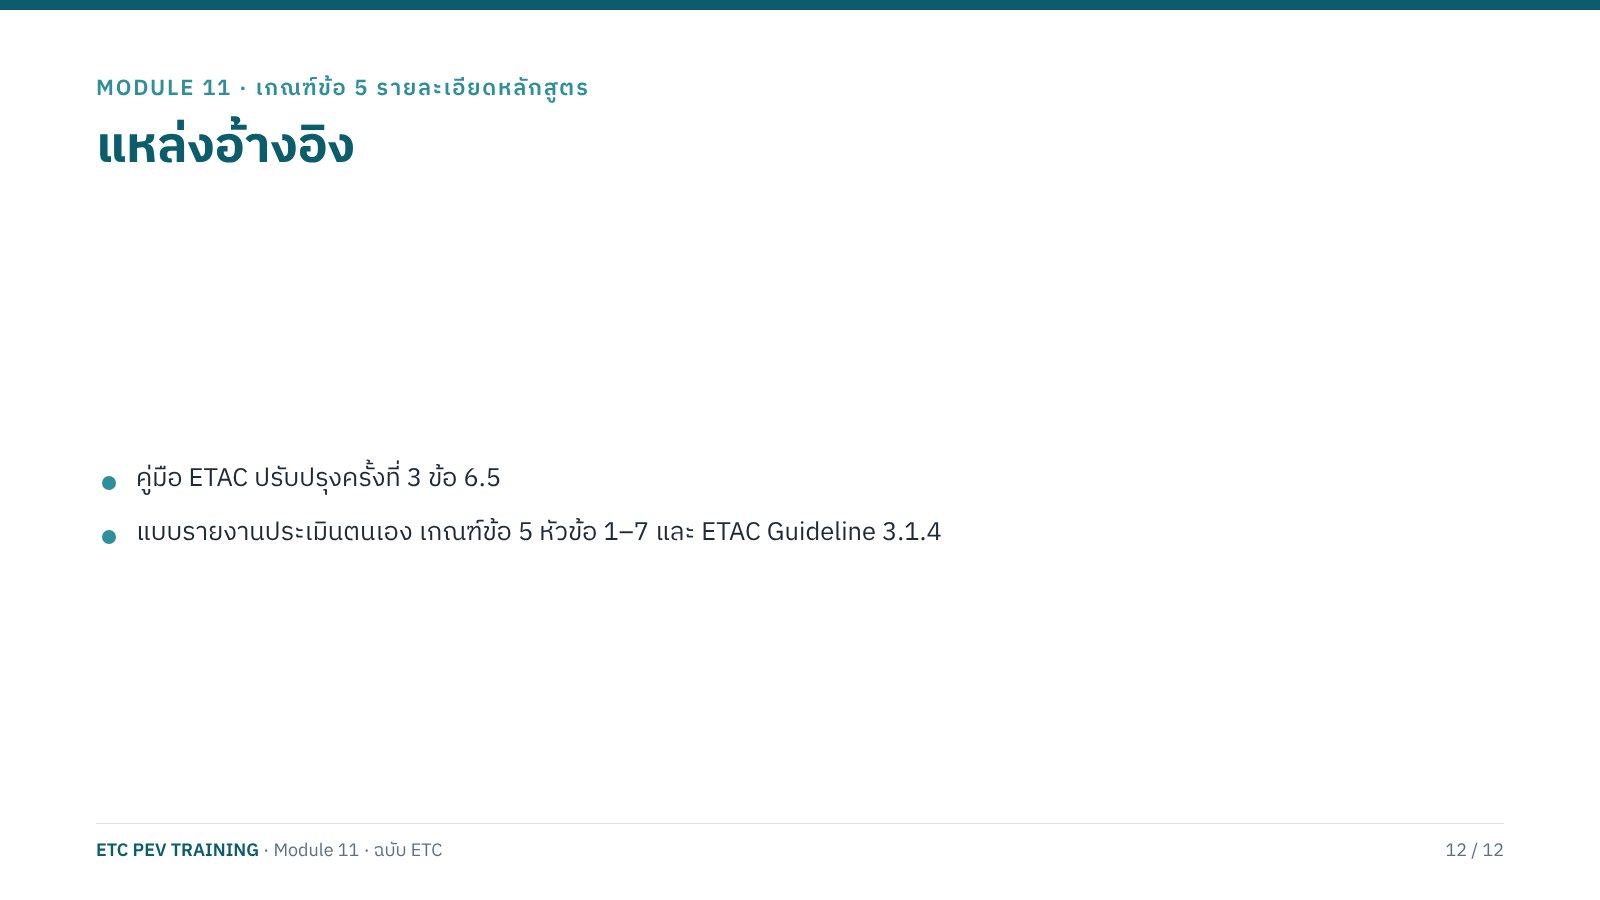 MODULE 11 · เกณฑ์ข้อ 5 รายละเอียดหลักสูตร
แหล่งอ้างอิง
คู่มือ ETAC ปรับปรุงครั้งที่ 3 ข้อ 6.5
แบบรายงานประเมินตนเอง เกณฑ์ข้อ 5 หัวข้อ 1–7 และ ETAC Guideline 3.1.4
ETC PEV TRAINING · Module 11 · ฉบับ ETC
12 / 12